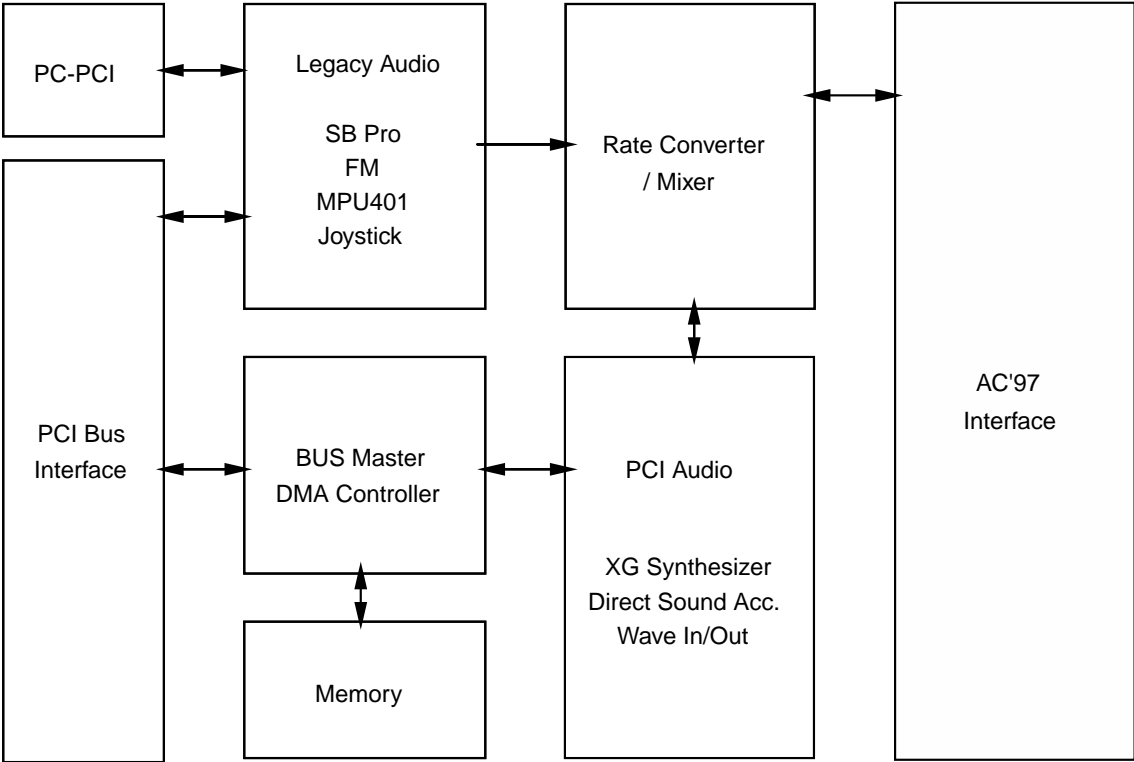 PC-PCI
Legacy Audio
SB Pro
FM
MPU401
Joystick
Rate Converter
/ Mixer
AC'97
Interface
PCI Bus
Interface
BUS Master
DMA Controller
PCI Audio
XG Synthesizer
Direct Sound Acc.
Wave In/Out
Memory